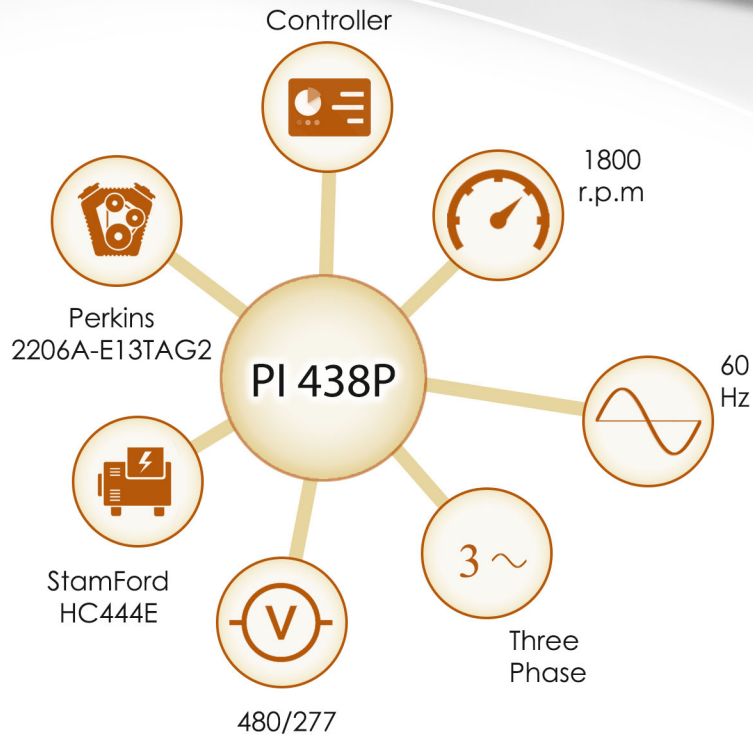 Controller
1800
r.p.m
Perkins
2206A-E13TAG2
PI 438P
60
Hz
StamFord
HC444E
3~
Three
Phase
V
480/277